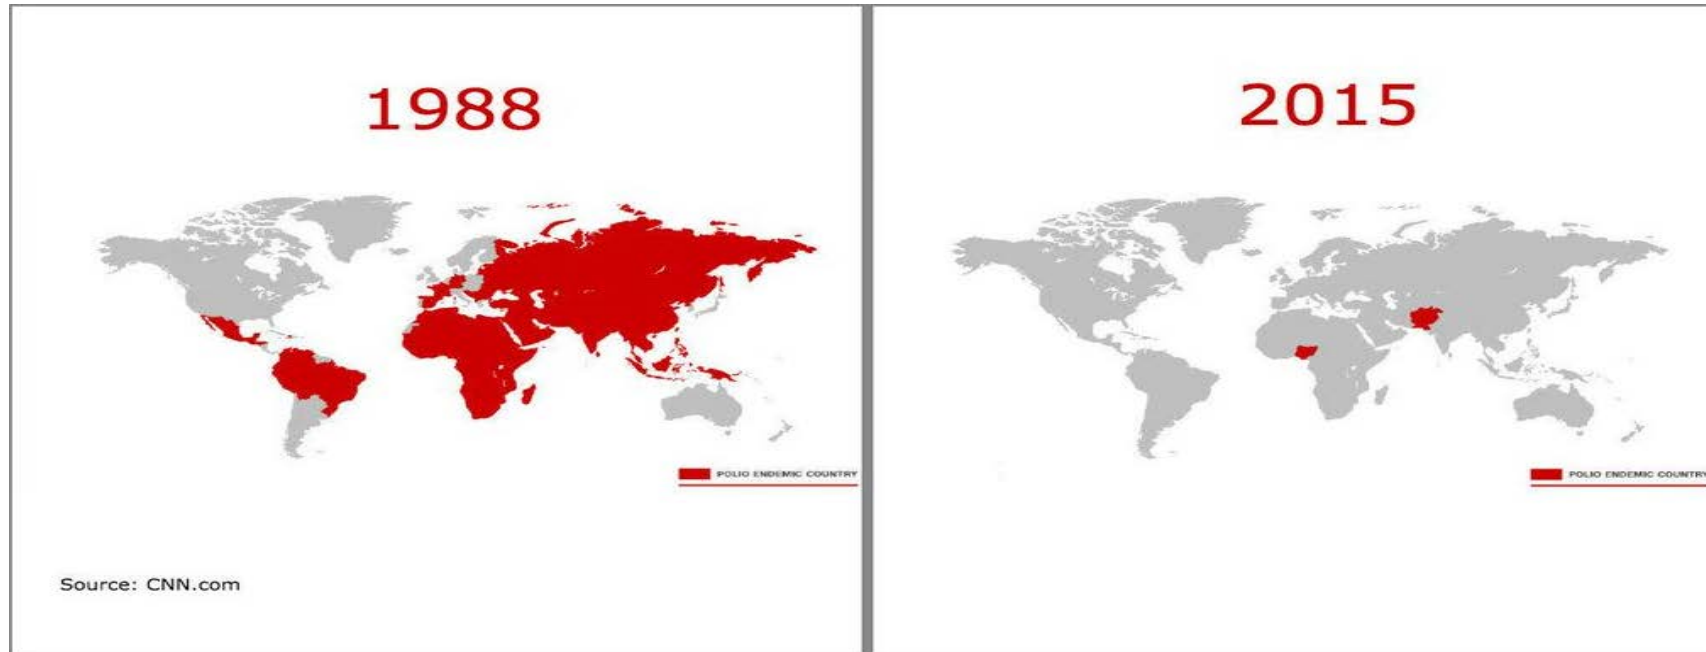 1988
POLIO ENDEMIC COUNTRY
Source: CNN.com
2015
POLIO ENDEMIC COUNTRY